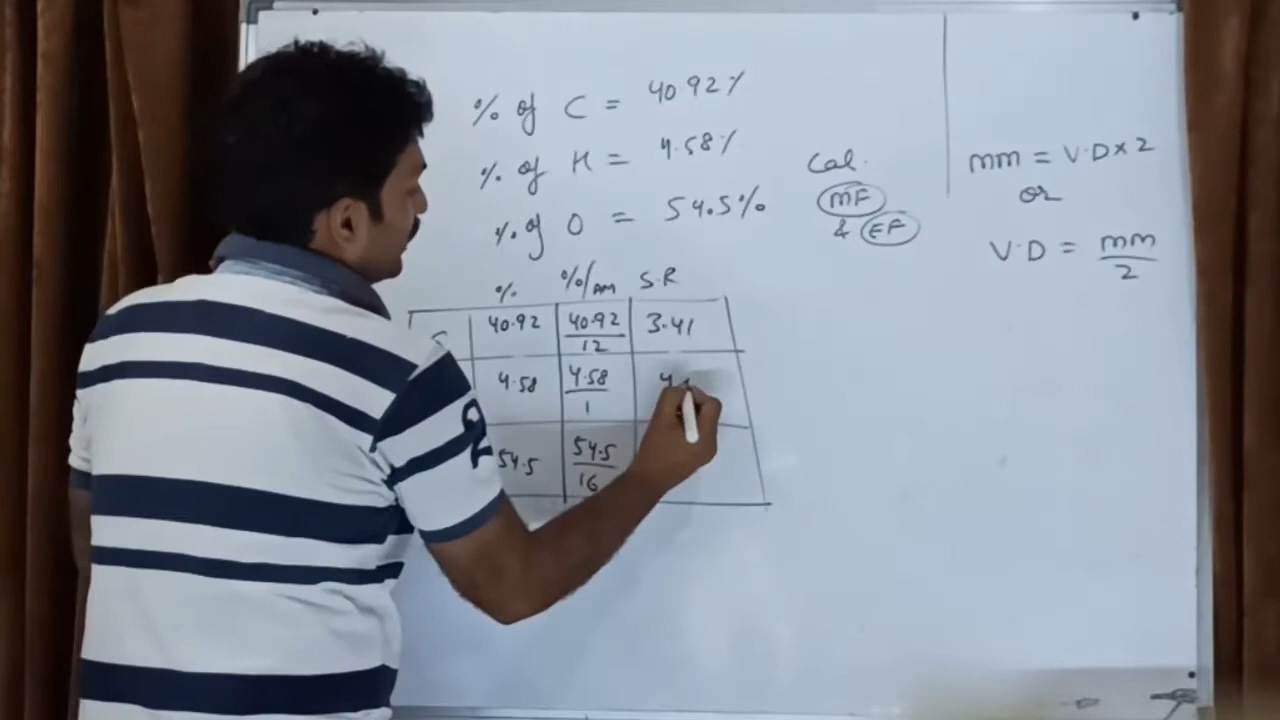 % of C = 40.92%
% of H = 4.58%
% of O = 54.5%
Cal.
MF
& EF
mm = V.D x 2
or
V.D = mm/2
% %/AM S.R
C 40.92 40.92/12 3.41
4.58 4.58/1 4.
54.5 54.5/16
2